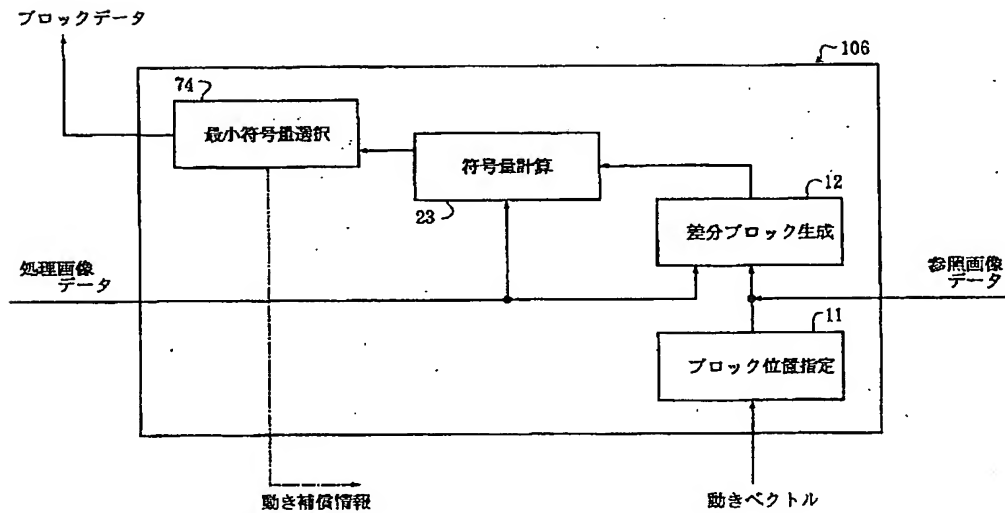 ブロックデータ
106
74
最小符号量選択
符号量計算
23
12
差分ブロック生成
処理画像
データ
参照画像
データ
11
ブロック位置指定
動き補償情報
動きベクトル